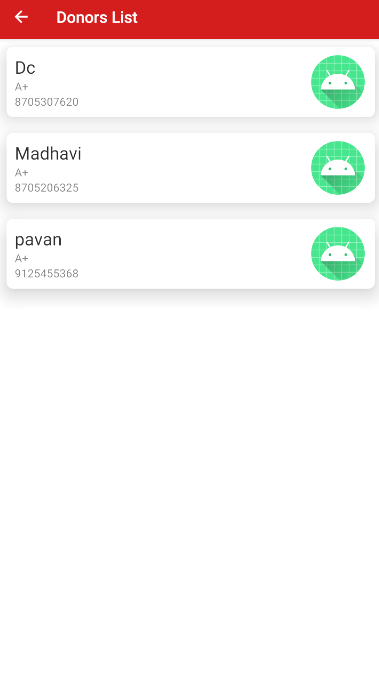 Donors List
Dc
A+
8705307620
Madhavi
A+
8705206325
pavan
A+
9125455368